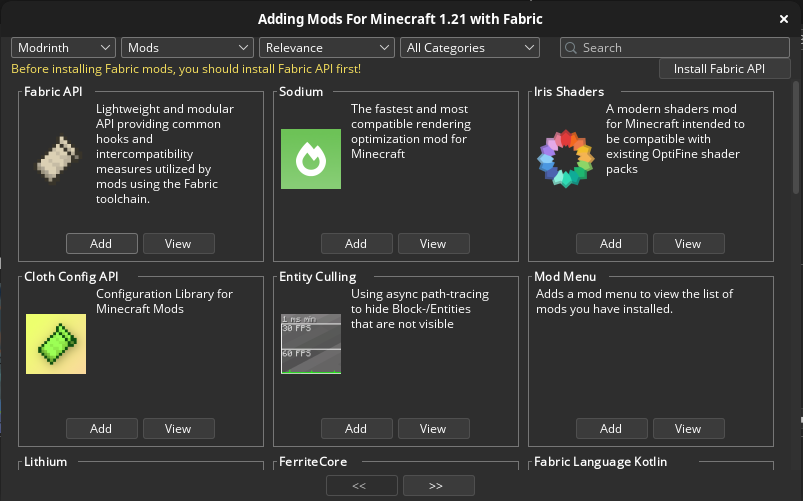 Adding Mods For Minecraft 1.21 with Fabric
Modrinth
Mods
Relevance
All Categories
Search
Before installing Fabric mods, you should install Fabric API first!
Install Fabric API
Fabric API
Lightweight and modular
API providing common
hooks and
intercompatibility
measures utilized by
mods using the Fabric
toolchain.
Add
View
Sodium
The fastest and most
compatible rendering
optimization mod for
Minecraft
Add
View
Iris Shaders
A modern shaders mod
for Minecraft intended to
be compatible with
existing OptiFine shader
packs
Add
View
Cloth Config API
Configuration Library for
Minecraft Mods
Add
View
Entity Culling
Using async path-tracing
to hide Block-/Entities
that are not visible
1 ms min
30 FPS
60 FPS
Add
View
Mod Menu
Adds a mod menu to view the list of
mods you have installed.
Add
View
Lithium
FerriteCore
Fabric Language Kotlin
<<
>>